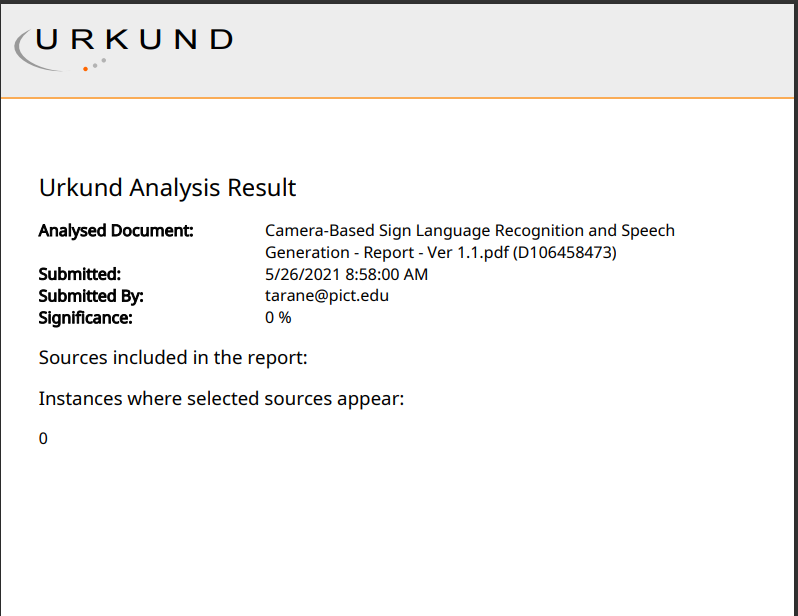 URKUND
Urkund Analysis Result
Analysed Document: Camera-Based Sign Language Recognition and Speech
Generation - Report - Ver 1.1.pdf (D106458473)
Submitted: 5/26/2021 8:58:00 AM
Submitted By: tarane@pict.edu
Significance: 0 %
Sources included in the report:
Instances where selected sources appear:
0